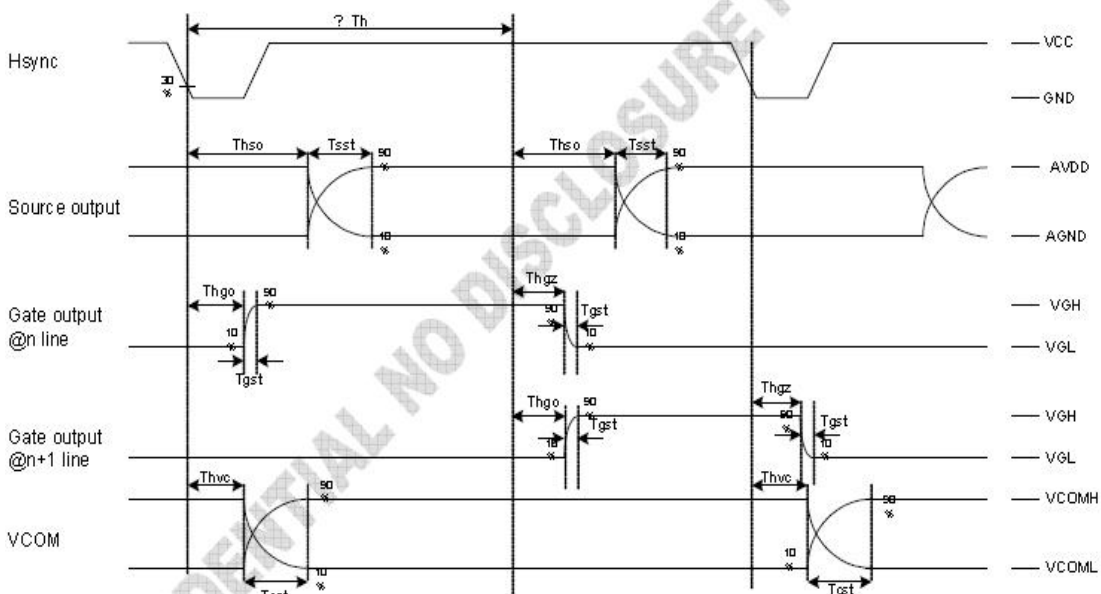 ? Th
Hsync
30
%
VCC
GND
Thso
Tsst
90
%
Thso
Tsst
90
%
AVDD
Source output
10
%
10
%
AGND
Thgo
90
%
Thgz
VGH
Gate output
@n line
10
%
90
%
Tgst
10
%
VGL
Tgst
Thgz
Thgo
90
%
VGH
Gate output
@n+1 line
10
%
Tgst
90
%
Tgst
10
%
VGL
Thvc
90
%
Thvc
90
%
VCOMH
VCOM
10
%
10
%
VCOML
Tcst
DENTIAL NO DISCLOSURE